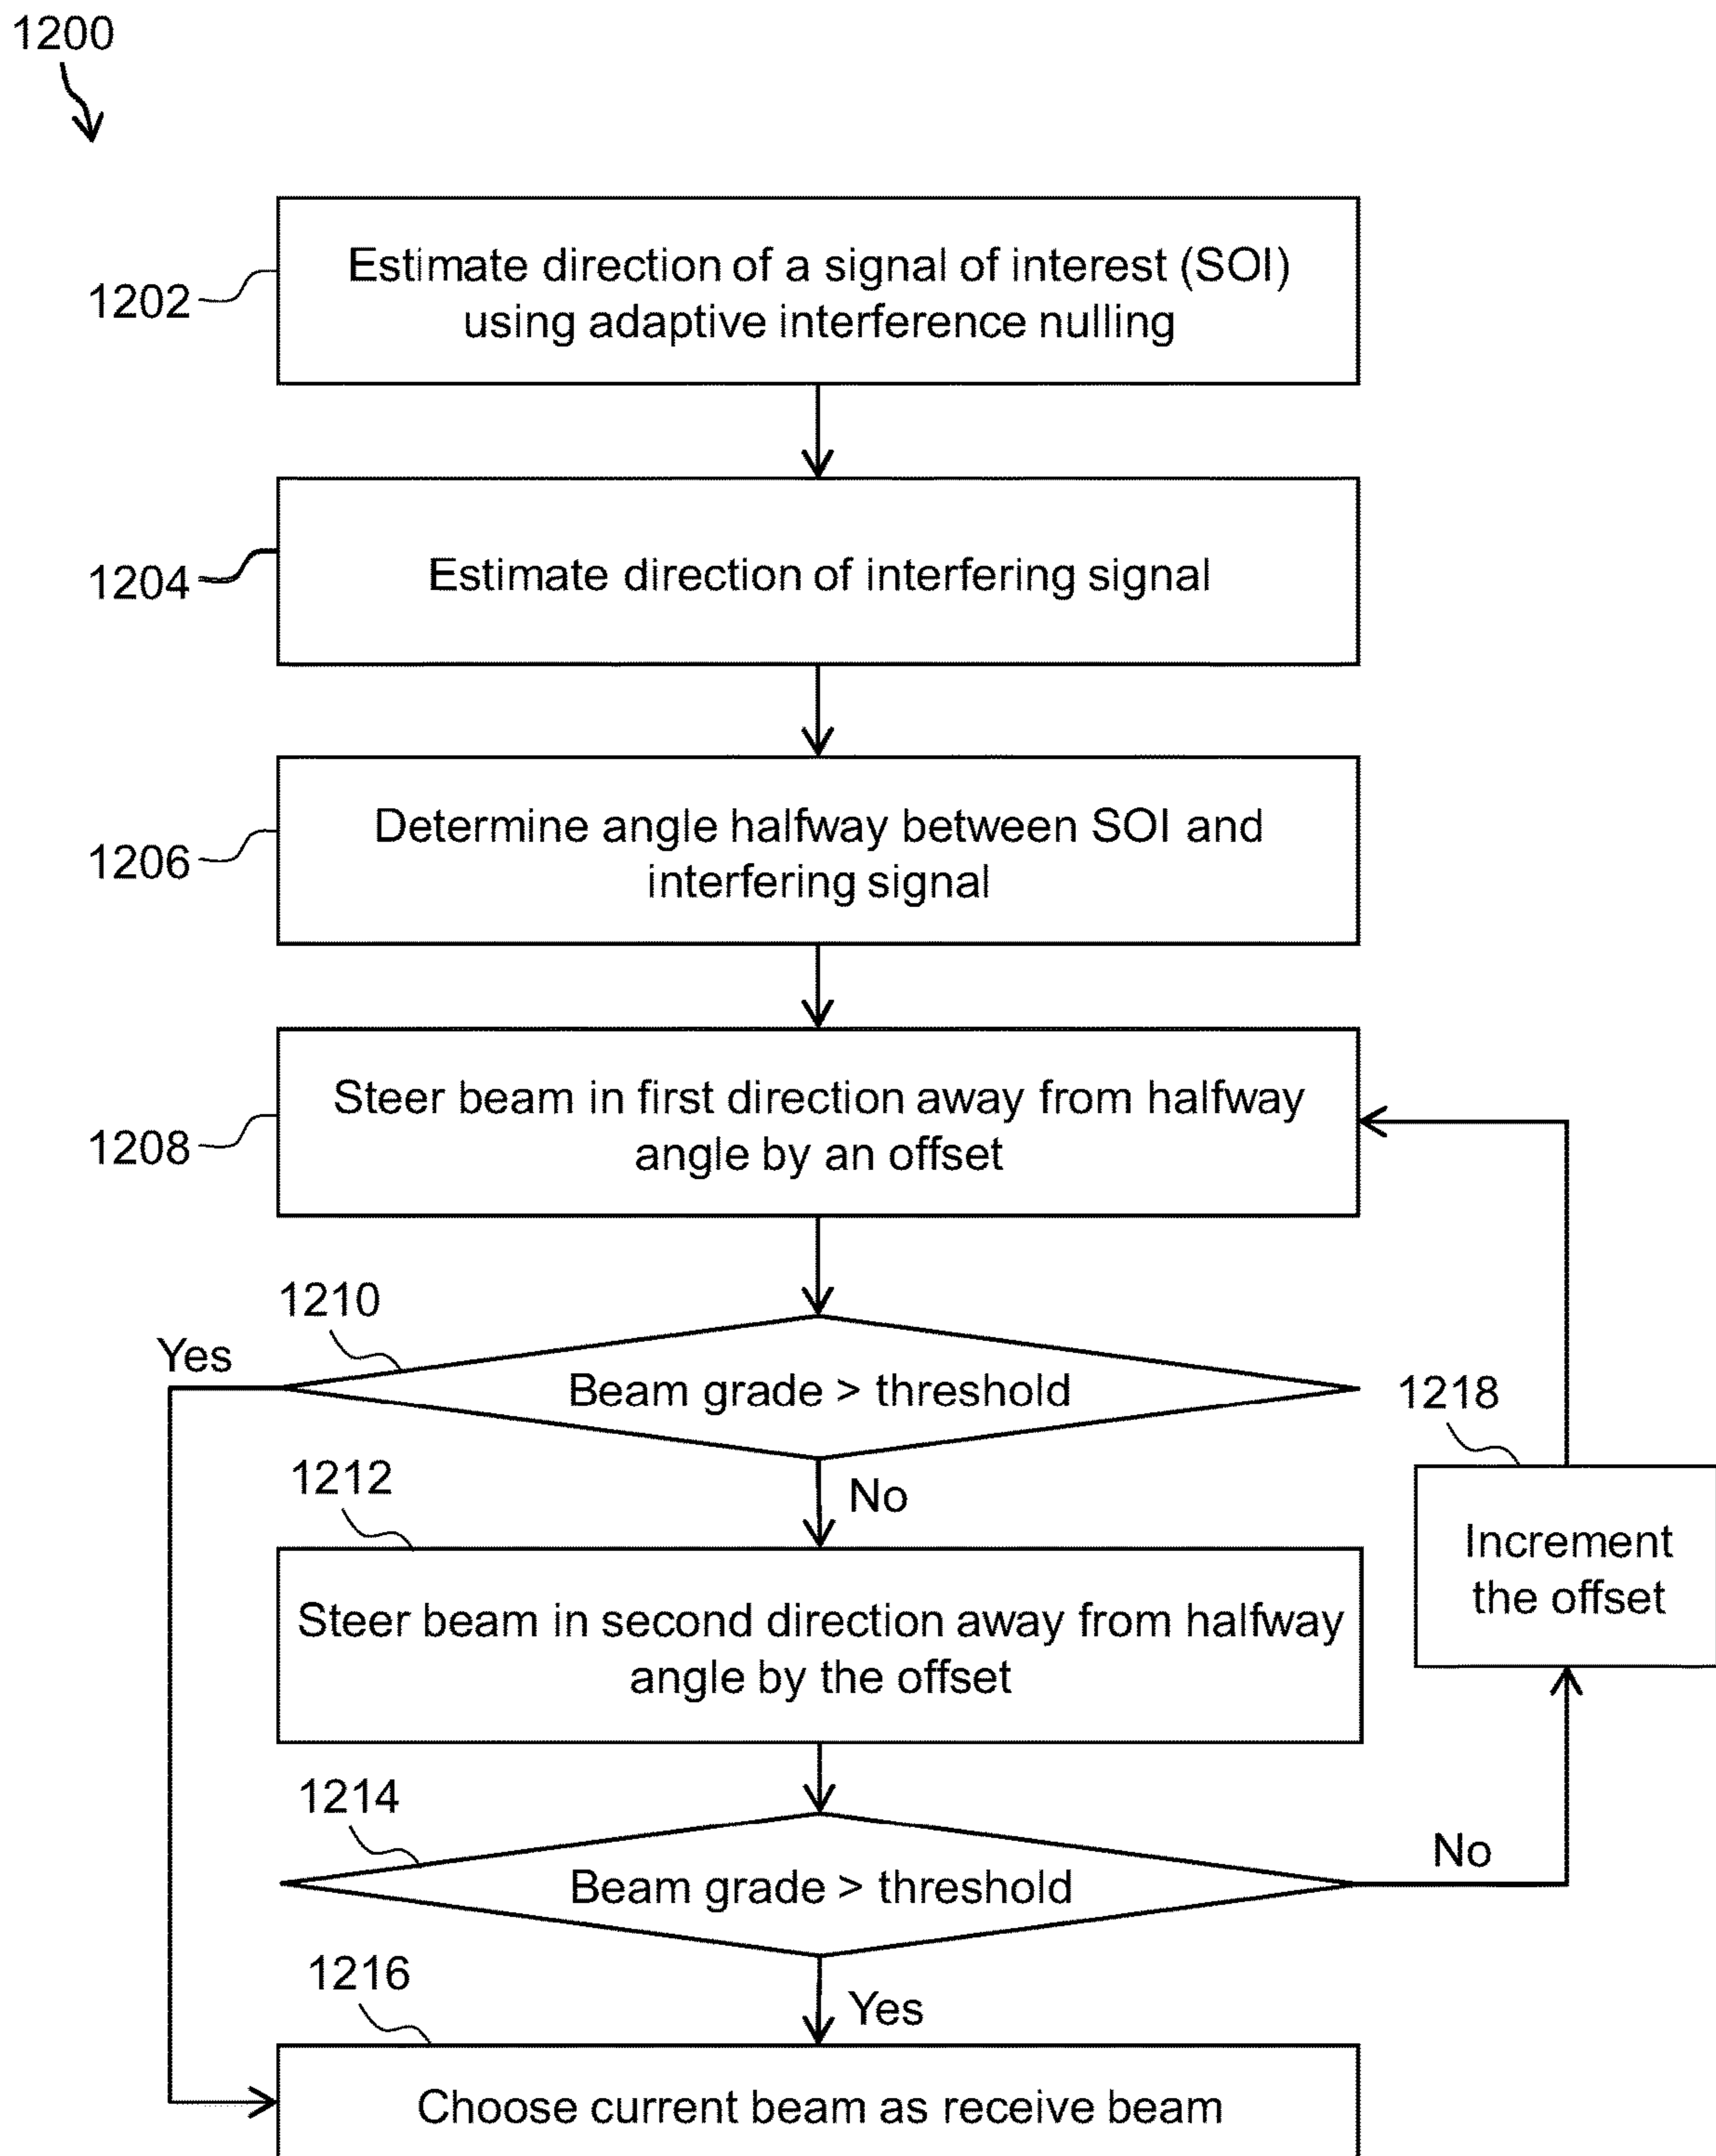 1200
Estimate direction of a signal of interest (SOI)
using adaptive interference nulling
1202
Estimate direction of interfering signal
1204
Determine angle halfway between SOI and
interfering signal
1206
Steer beam in first direction away from halfway
angle by an offset
1208
1210
Yes
Beam grade > threshold
1218
1212
No
Increment
the offset
Steer beam in second direction away from halfway
angle by the offset
1214
No
Beam grade > threshold
1216
Yes
Choose current beam as receive beam